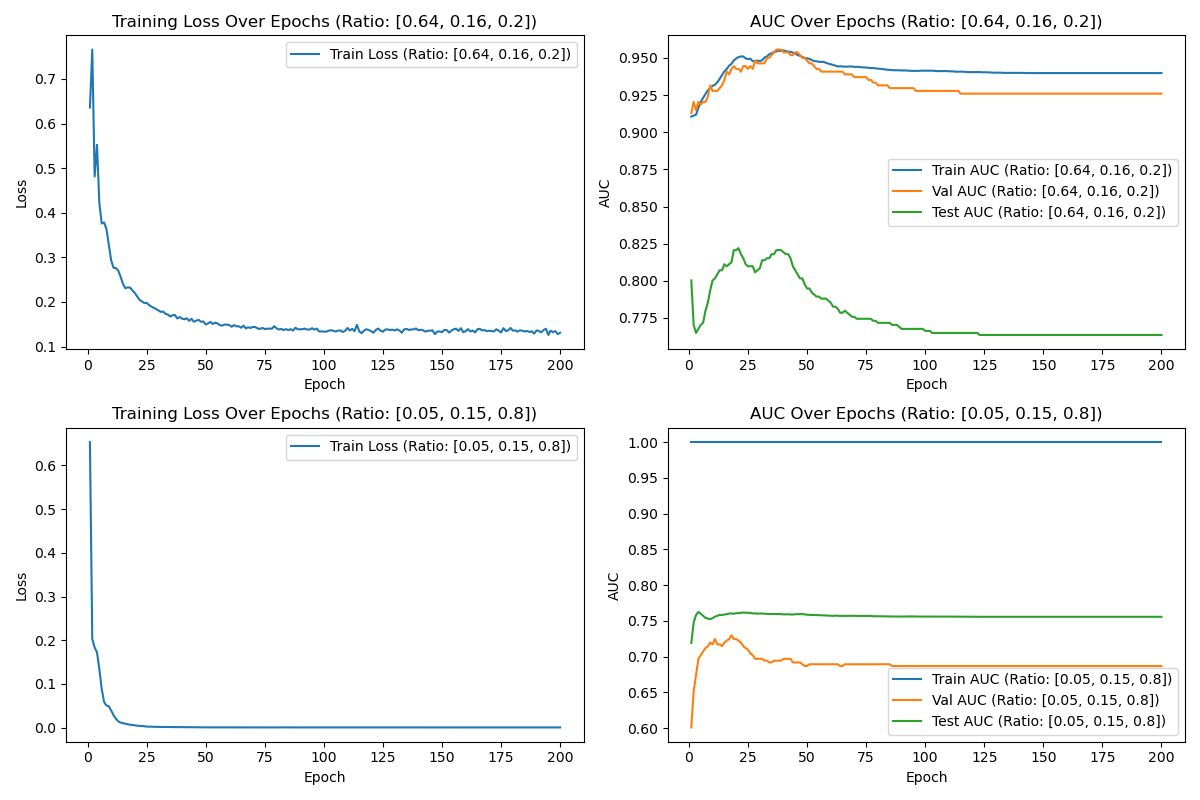 Training Loss Over Epochs (Ratio: [0.64, 0.16, 0.2])
Train Loss (Ratio: [0.64, 0.16, 0.2])
Loss
0.7
0.6
0.5
0.4
0.3
0.2
0.1
0 25 50 75 100 125 150 175 200
Epoch
AUC Over Epochs (Ratio: [0.64, 0.16, 0.2])
AUC
0.950
0.925
0.900
0.875
0.850
0.825
0.800
0.775
Train AUC (Ratio: [0.64, 0.16, 0.2])
Val AUC (Ratio: [0.64, 0.16, 0.2])
Test AUC (Ratio: [0.64, 0.16, 0.2])
0 25 50 75 100 125 150 175 200
Epoch
Training Loss Over Epochs (Ratio: [0.05, 0.15, 0.8])
Train Loss (Ratio: [0.05, 0.15, 0.8])
Loss
0.6
0.5
0.4
0.3
0.2
0.1
0.0
0 25 50 75 100 125 150 175 200
Epoch
AUC Over Epochs (Ratio: [0.05, 0.15, 0.8])
AUC
1.00
0.95
0.90
0.85
0.80
0.75
0.70
0.65
0.60
Train AUC (Ratio: [0.05, 0.15, 0.8])
Val AUC (Ratio: [0.05, 0.15, 0.8])
Test AUC (Ratio: [0.05, 0.15, 0.8])
0 25 50 75 100 125 150 175 200
Epoch